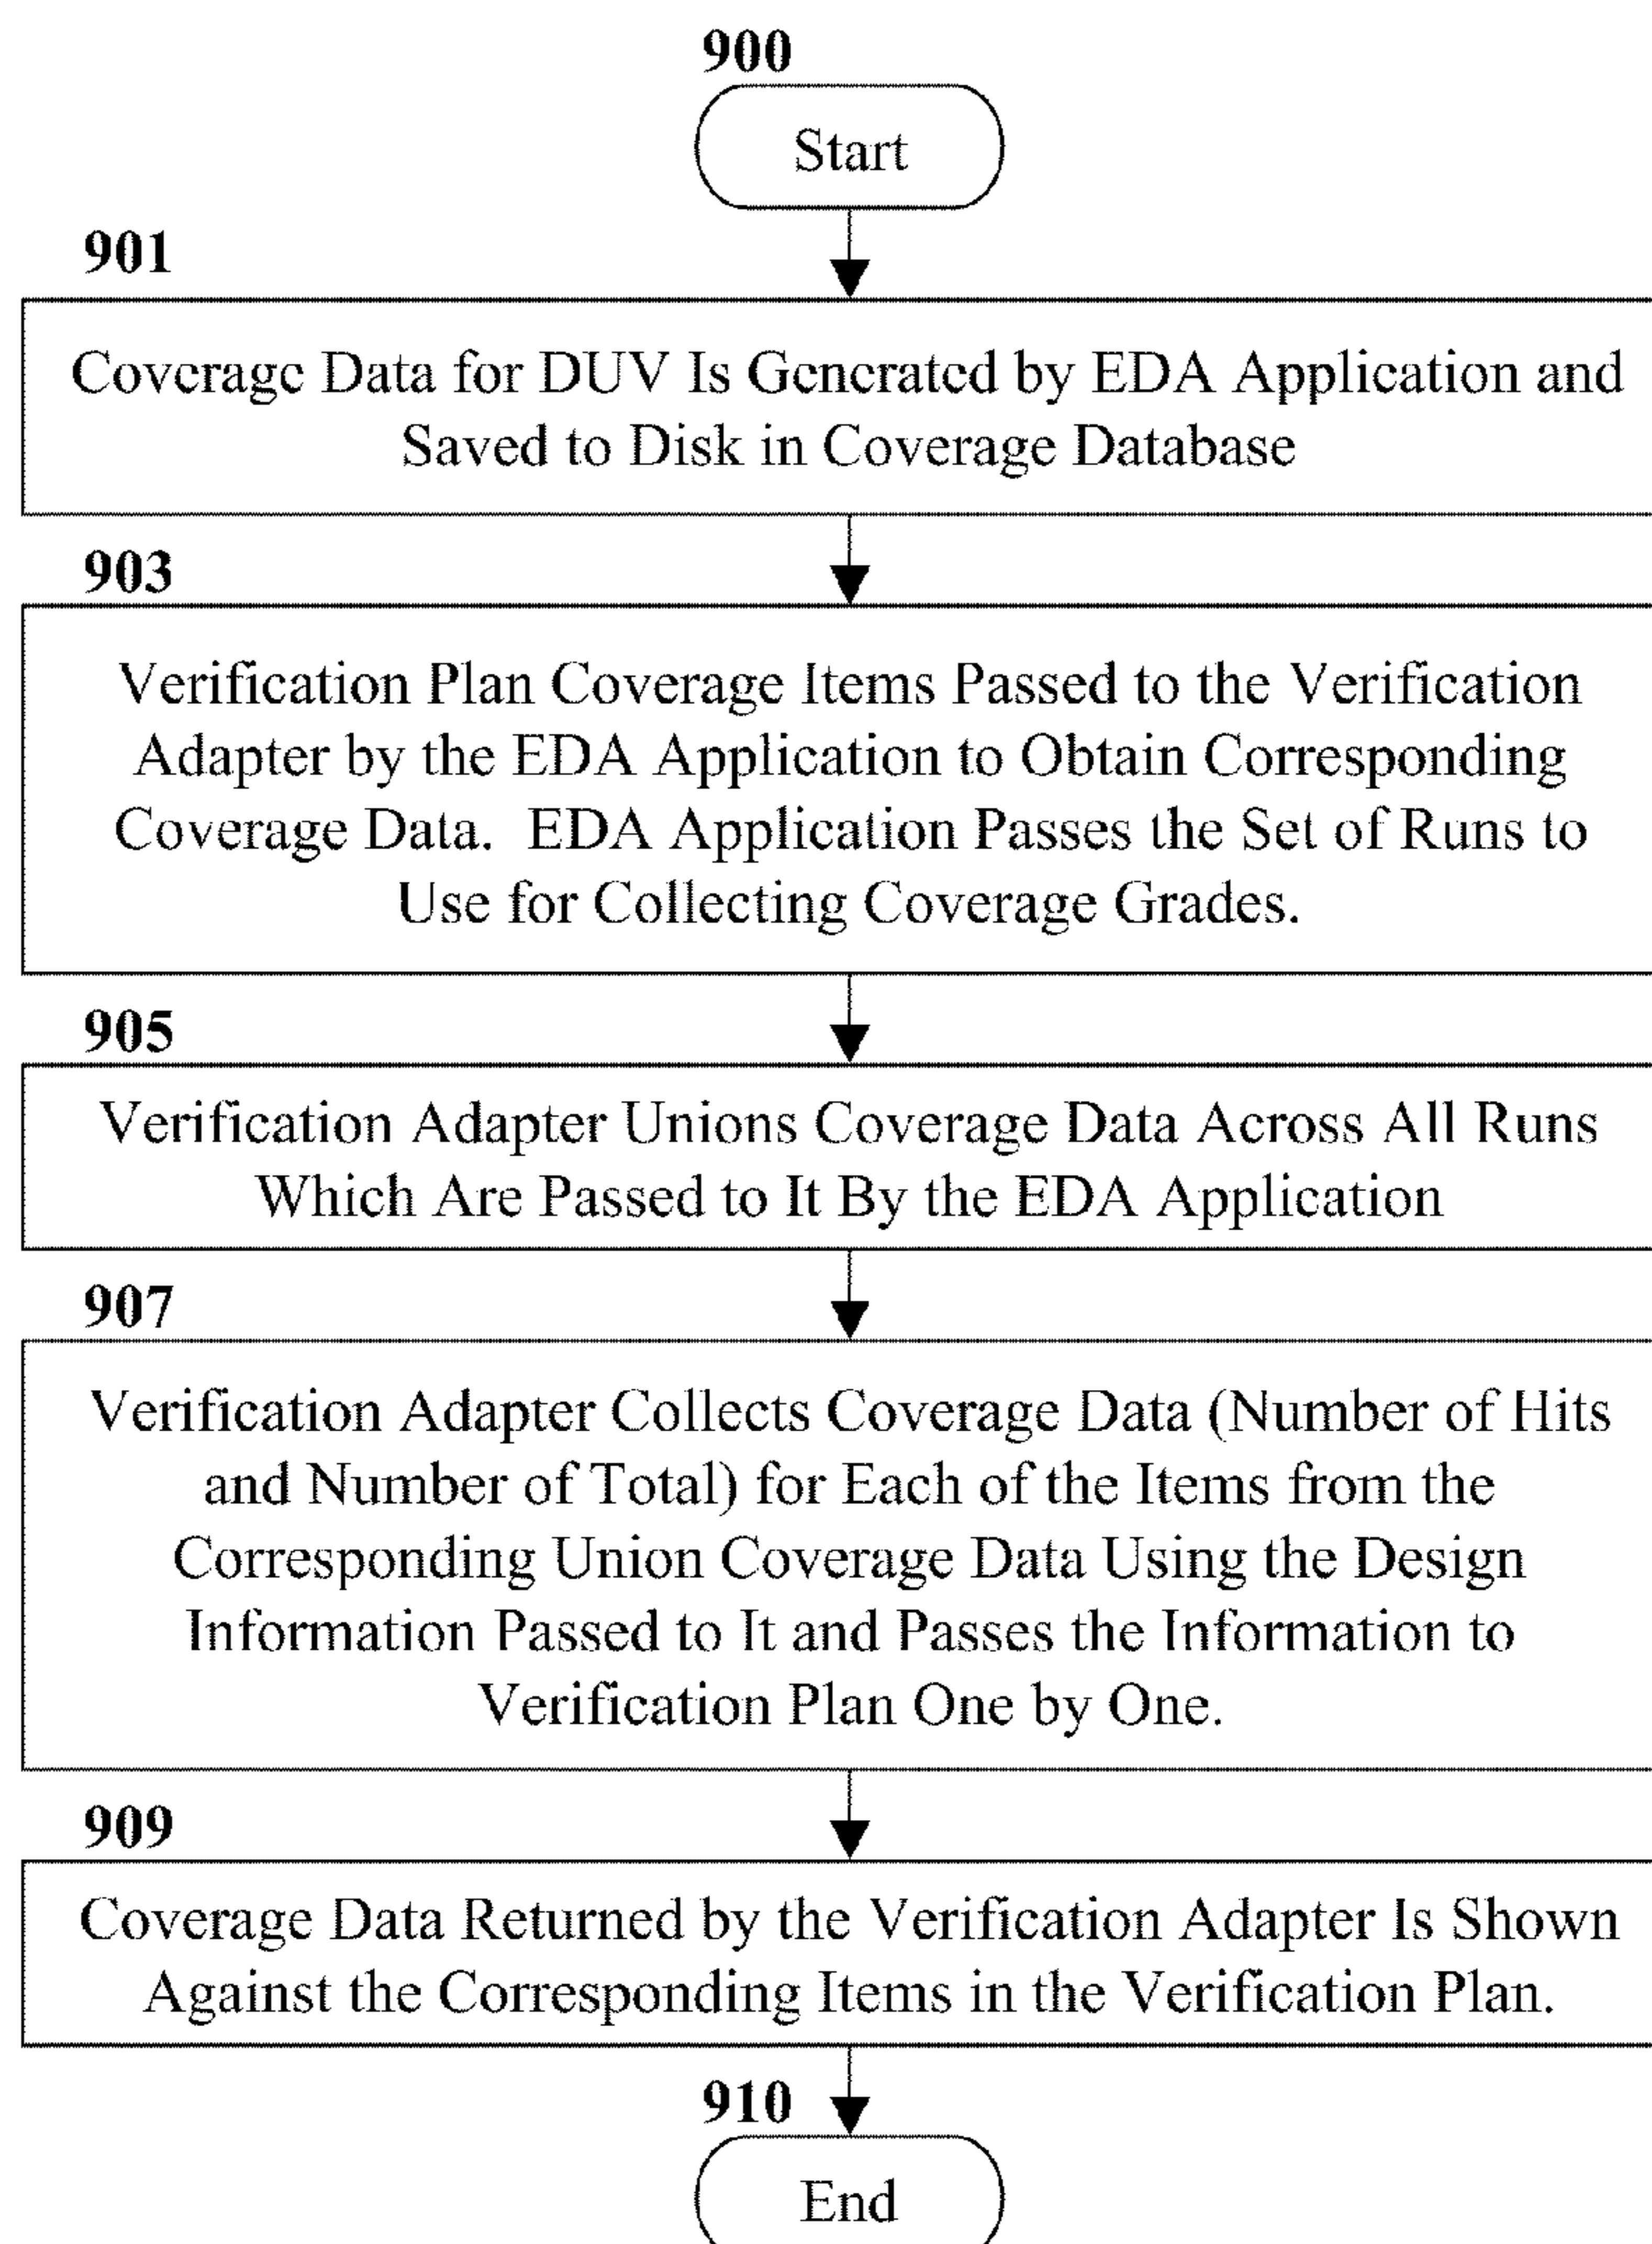 900
Start
901
Coverage Data for DUV Is Generated by EDA Application and
Saved to Disk in Coverage Database
903
Verification Plan Coverage Items Passed to the Verification
Adapter by the EDA Application to Obtain Corresponding
Coverage Data.  EDA Application Passes the Set of Runs to
Use for Collecting Coverage Grades.
905
Verification Adapter Unions Coverage Data Across All Runs
Which Are Passed to It By the EDA Application
907
Verification Adapter Collects Coverage Data (Number of Hits
and Number of Total) for Each of the Items from the
Corresponding Union Coverage Data Using the Design
Information Passed to It and Passes the Information to
Verification Plan One by One.
909
Coverage Data Returned by the Verification Adapter Is Shown
Against the Corresponding Items in the Verification Plan.
910
End